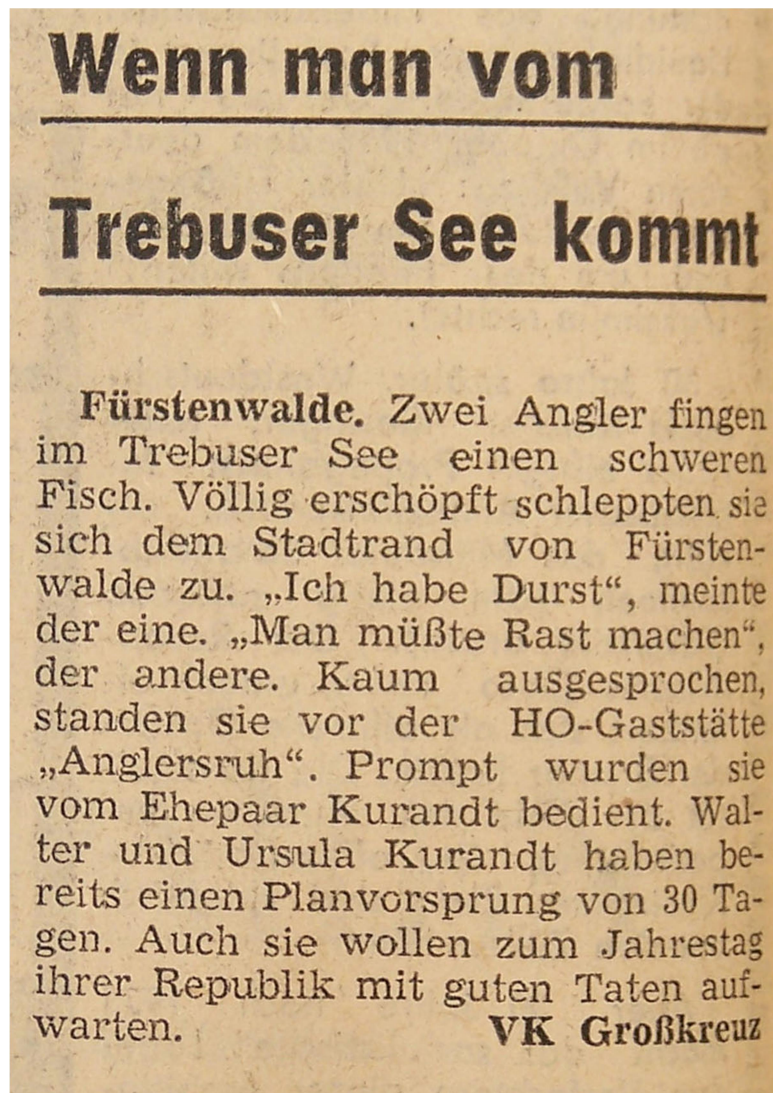 Wenn man vom
Trebuser See kommt
Fürstenwalde. Zwei Angler fingen
im Trebuser See einen schweren
Fisch. Völlig erschöpft schleppten sie
sich dem Stadtrand von Fürsten-
walde zu. „Ich habe Durst“, meinte
der eine. „Man müßte Rast machen“,
der andere. Kaum ausgesprochen,
standen sie vor der HO-Gaststätte
„Anglersruh“. Prompt wurden sie
vom Ehepaar Kurandt bedient. Wal-
ter und Ursula Kurandt haben be-
reits einen Planvorsprung von 30 Ta-
gen. Auch sie wollen zum Jahrestag
ihrer Republik mit guten Taten auf-
warten. VK Großkreuz